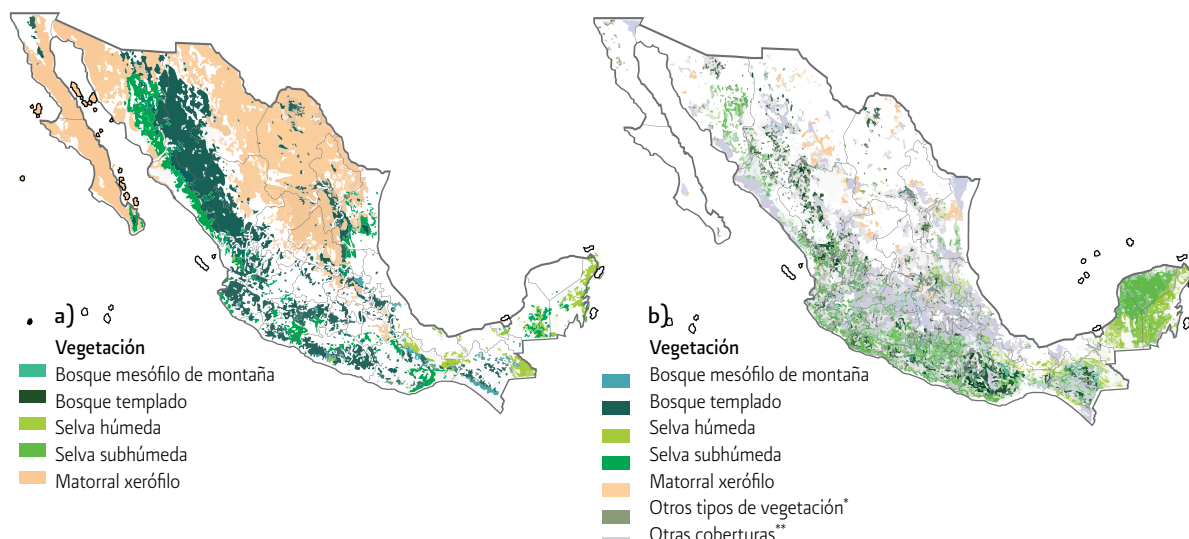 a)
Vegetación
Bosque mesófilo de montaña
Bosque templado
Selva húmeda
Selva subhúmeda
Matorral xerófilo
b)
Vegetación
Bosque mesófilo de montaña
Bosque templado
Selva húmeda
Selva subhúmeda
Matorral xerófilo
Otros tipos de vegetación*
Otras coberturas**